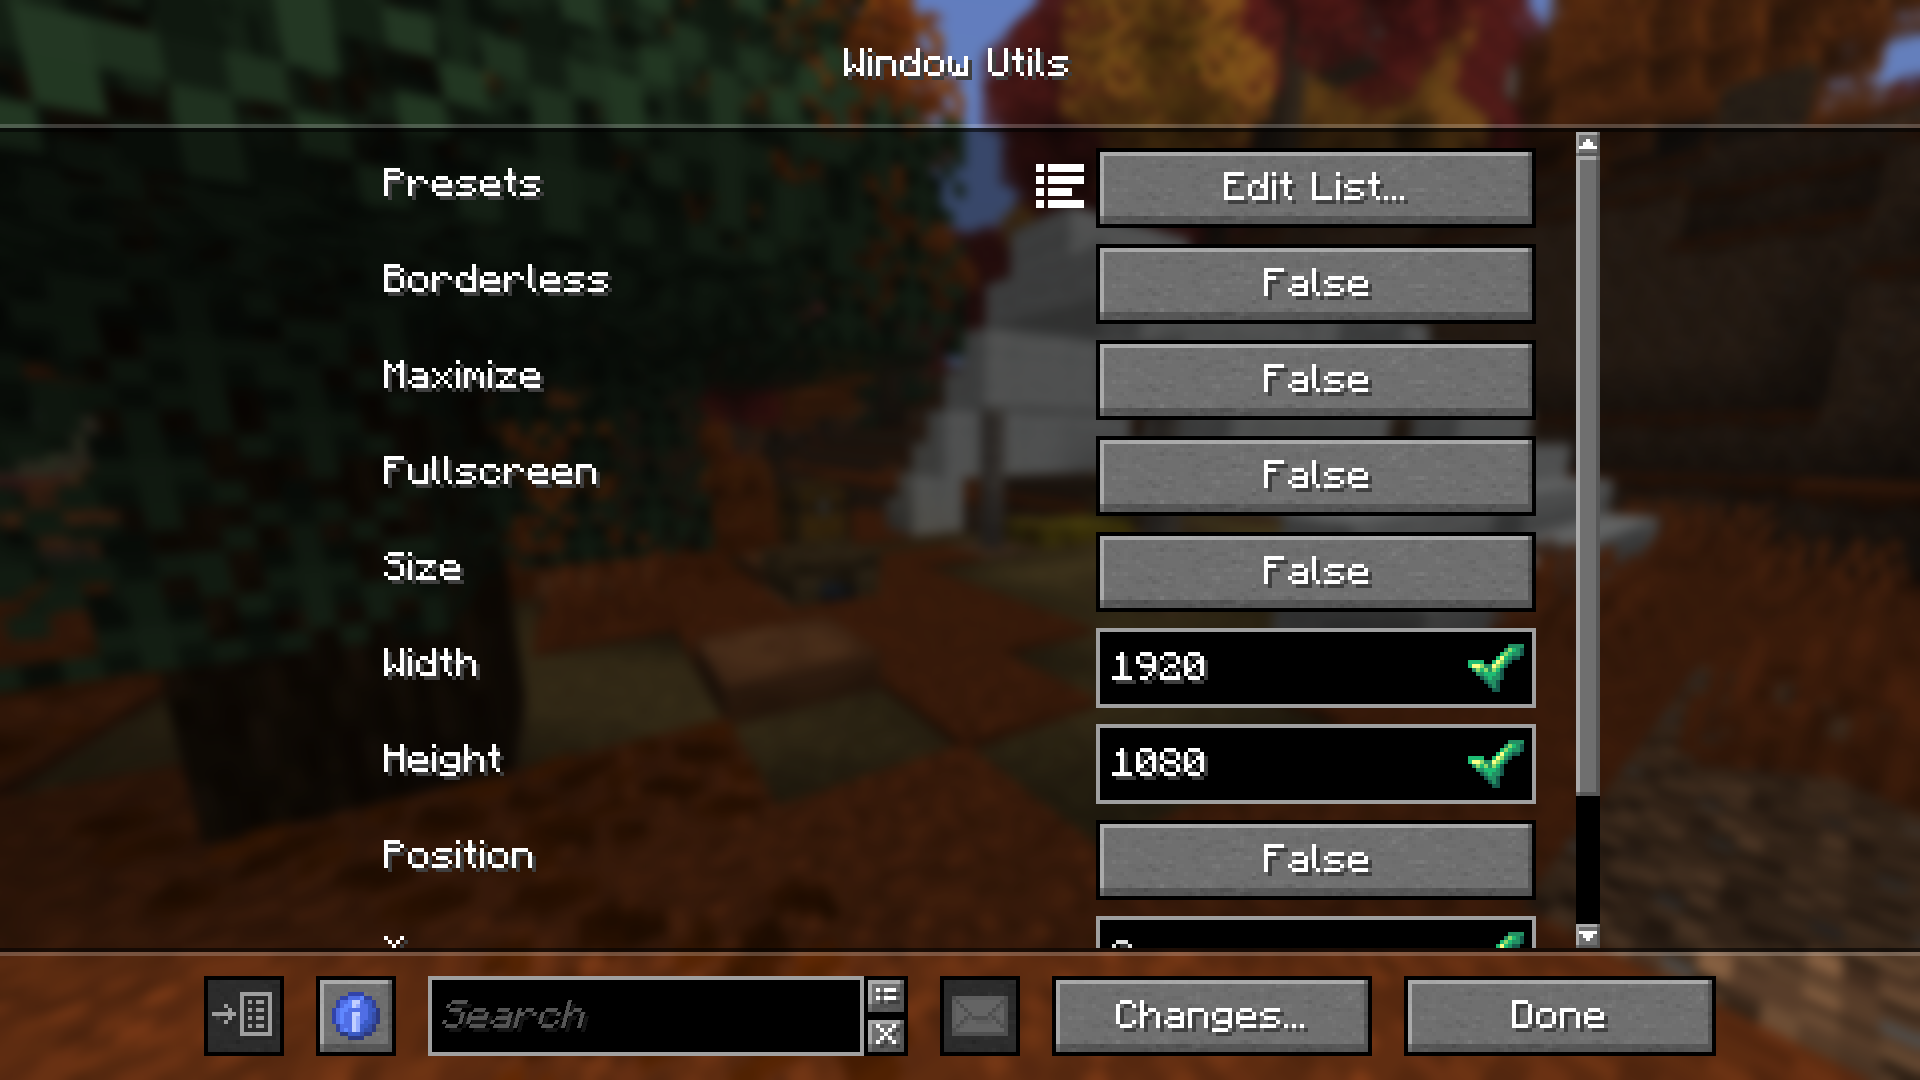 Window Utils
Presets
Edit List...
Borderless
False
Maximize
False
Fullscreen
False
Size
False
Width
1920
Height
1080
Position
False
Search
Changes...
Done